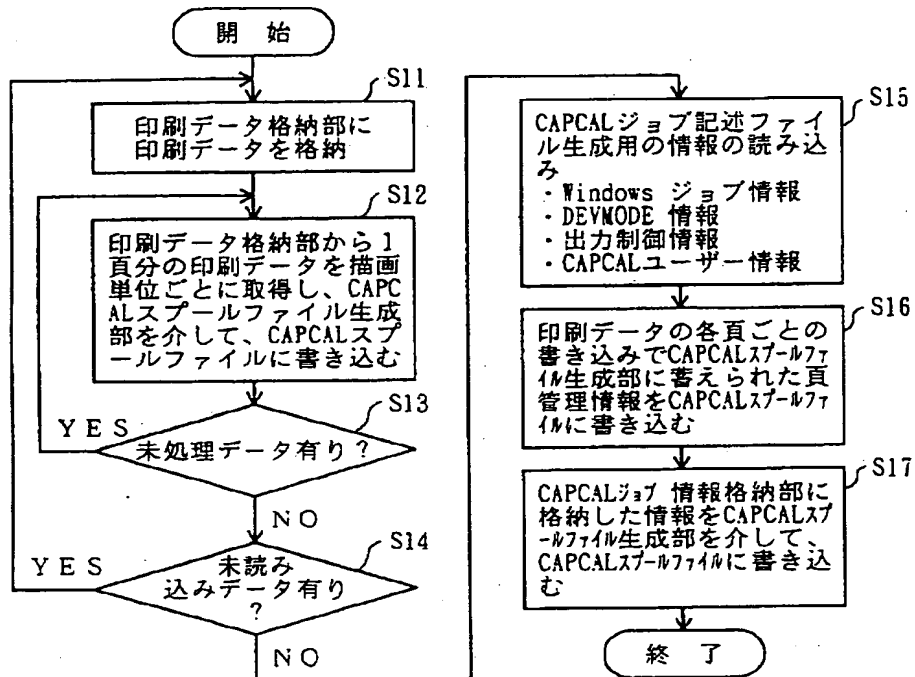 開 始
S11
印刷データ格納部に
印刷データを格納
S12
印刷データ格納部から1
頁分の印刷データを描画
単位ごとに取得し、CAPC
ALスプールファイル生成
部を介して、CAPCALスプ
ールファイルに書き込む
S13
YES
未処理データ有り?
NO
S14
YES
未読み
込みデータ有り
?
NO
S15
CAPCALジョブ記述ファイ
ル生成用の情報の読み込
み
・Windows ジョブ情報
・DEVMODE 情報
・出力制御情報
・CAPCALユーザー情報
S16
印刷データの各頁ごとの
書き込みでCAPCALスプールファ
イル生成部に蓄えられた頁
管理情報をCAPCALスプールファ
イルに書き込む
S17
CAPCALジョブ 情報格納部に
格納した情報をCAPCALスプ
ールファイル生成部を介して、
CAPCALスプールファイルに書き込
む
終 了